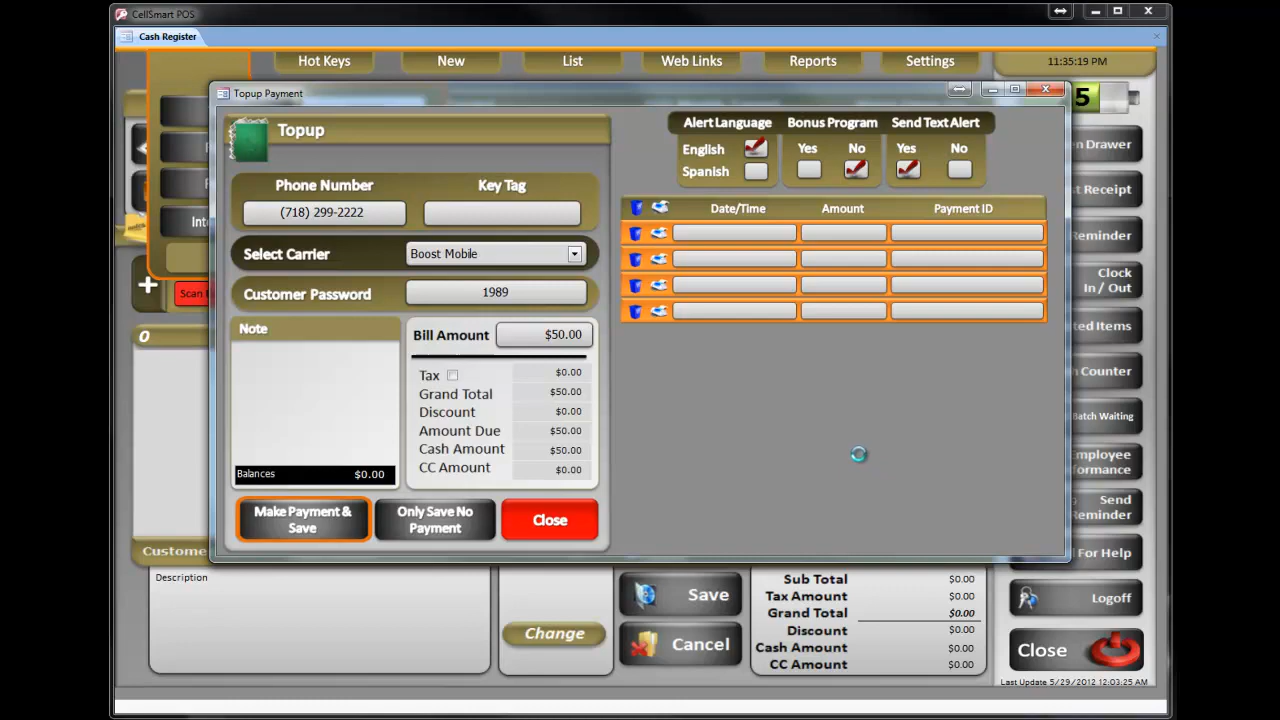 CellSmart POS
Cash Register
Hot Keys
New
List
Web Links
Reports
Settings
11:35:19 PM
Topup Payment
5
Topup
Alert Language
Bonus Program
Send Text Alert
English
Yes
No
Yes
No
Spanish
Phone Number
Key Tag
(718) 299-2222
Date/Time
Amount
Payment ID
Select Carrier
Boost Mobile
Customer Password
1989
Note
Bill Amount
$50.00
Tax
$0.00
Grand Total
$50.00
Discount
$0.00
Amount Due
$50.00
Cash Amount
$50.00
CC Amount
$0.00
Balances
$0.00
Make Payment &
Save
Only Save No
Payment
Close
Scan
0
Customer
Description
Change
Save
Cancel
Sub Total
$0.00
Tax Amount
$0.00
Grand Total
$0.00
Discount
$0.00
Cash Amount
$0.00
CC Amount
$0.00
Drawer
Receipt
Reminder
Clock
In / Out
Items
Counter
Batch Waiting
Employee
Send
Reminder
For Help
Logoff
Close
Last Update 5/29/2012 12:03:25 AM